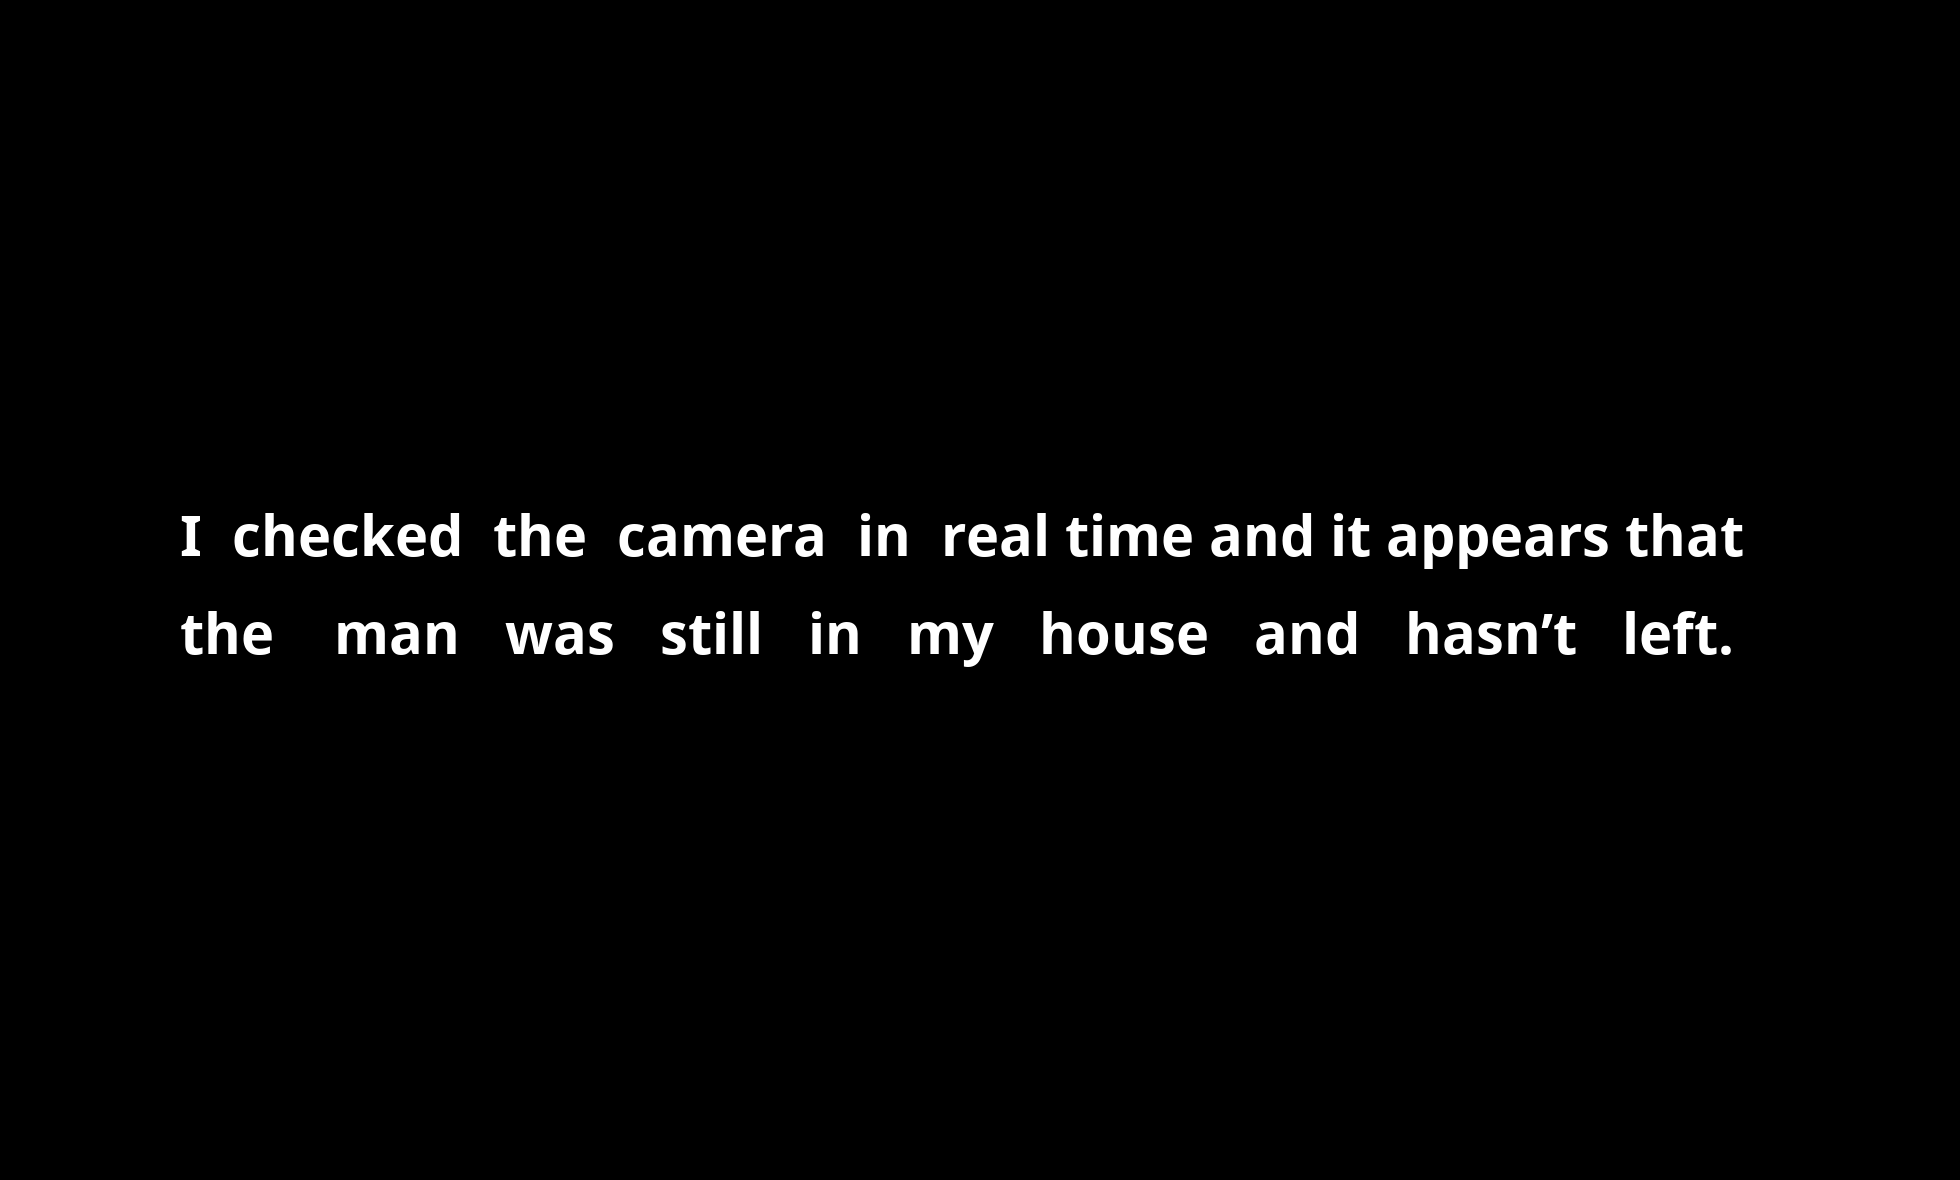 I checked the camera in real time and it appears that
the man was still in my house and hasn’t left.